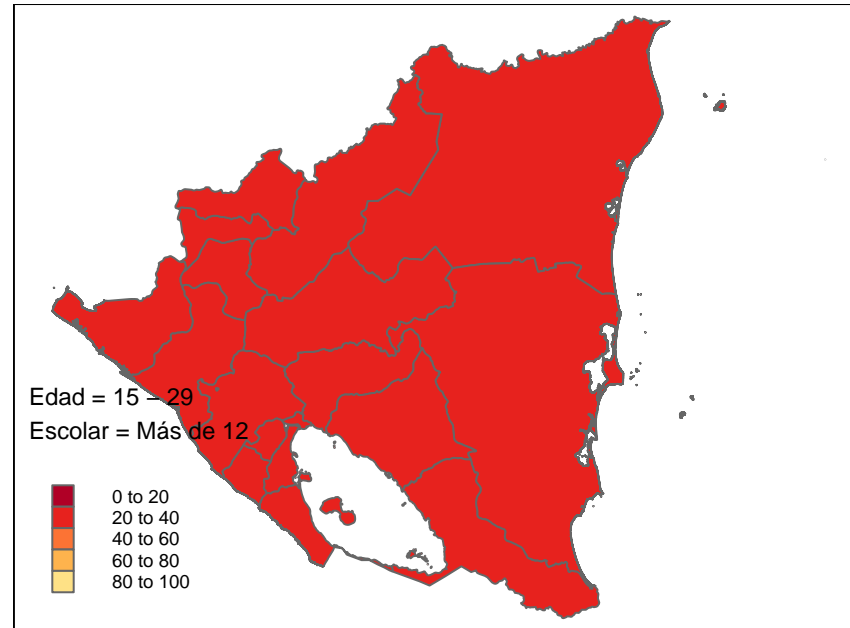 Edad = 15 − 29
Escolar = Más de 12
0 to 20
20 to 40
40 to 60
60 to 80
80 to 100